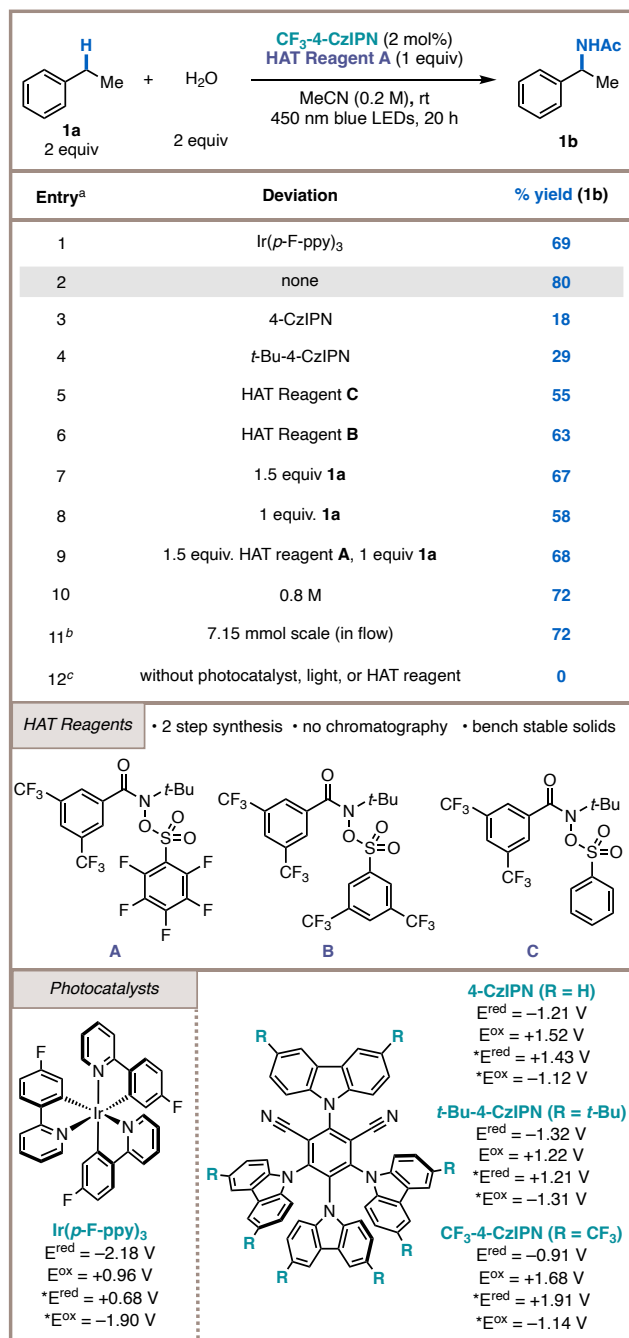 H
Me
1a
2 equiv
+
H2O
2 equiv
CF3-4-CzIPN (2 mol%)
HAT Reagent A (1 equiv)
MeCN (0.2 M), rt
450 nm blue LEDs, 20 h
NHAc
Me
1b
Entrya Deviation % yield (1b)
1 Ir(p-F-ppy)3 69
2 none 80
3 4-CzIPN 18
4 t-Bu-4-CzIPN 29
5 HAT Reagent C 55
6 HAT Reagent B 63
7 1.5 equiv 1a 67
8 1 equiv. 1a 58
9 1.5 equiv. HAT reagent A, 1 equiv 1a 68
10 0.8 M 72
11b 7.15 mmol scale (in flow) 72
12c without photocatalyst, light, or HAT reagent 0
HAT Reagents • 2 step synthesis • no chromatography • bench stable solids
CF3
CF3
O
N
t-Bu
O
S
O
O
F
F
F
F
F
A
CF3
CF3
O
N
t-Bu
O
S
O
O
CF3
CF3
B
CF3
CF3
O
N
t-Bu
O
S
O
O
C
Photocatalysts
F
N
N
Ir
N
F
F
Ir(p-F-ppy)3
Ered = –2.18 V
Eox = +0.96 V
*Ered = +0.68 V
*Eox = –1.90 V
R
R
N
NC
CN
R
N
N
N
R
R
R
R
R
4-CzIPN (R = H)
Ered = –1.21 V
Eox = +1.52 V
*Ered = +1.43 V
*Eox = –1.12 V
t-Bu-4-CzIPN (R = t-Bu)
Ered = –1.32 V
Eox = +1.22 V
*Ered = +1.21 V
*Eox = –1.31 V
CF3-4-CzIPN (R = CF3)
Ered = –0.91 V
Eox = +1.68 V
*Ered = +1.91 V
*Eox = –1.14 V